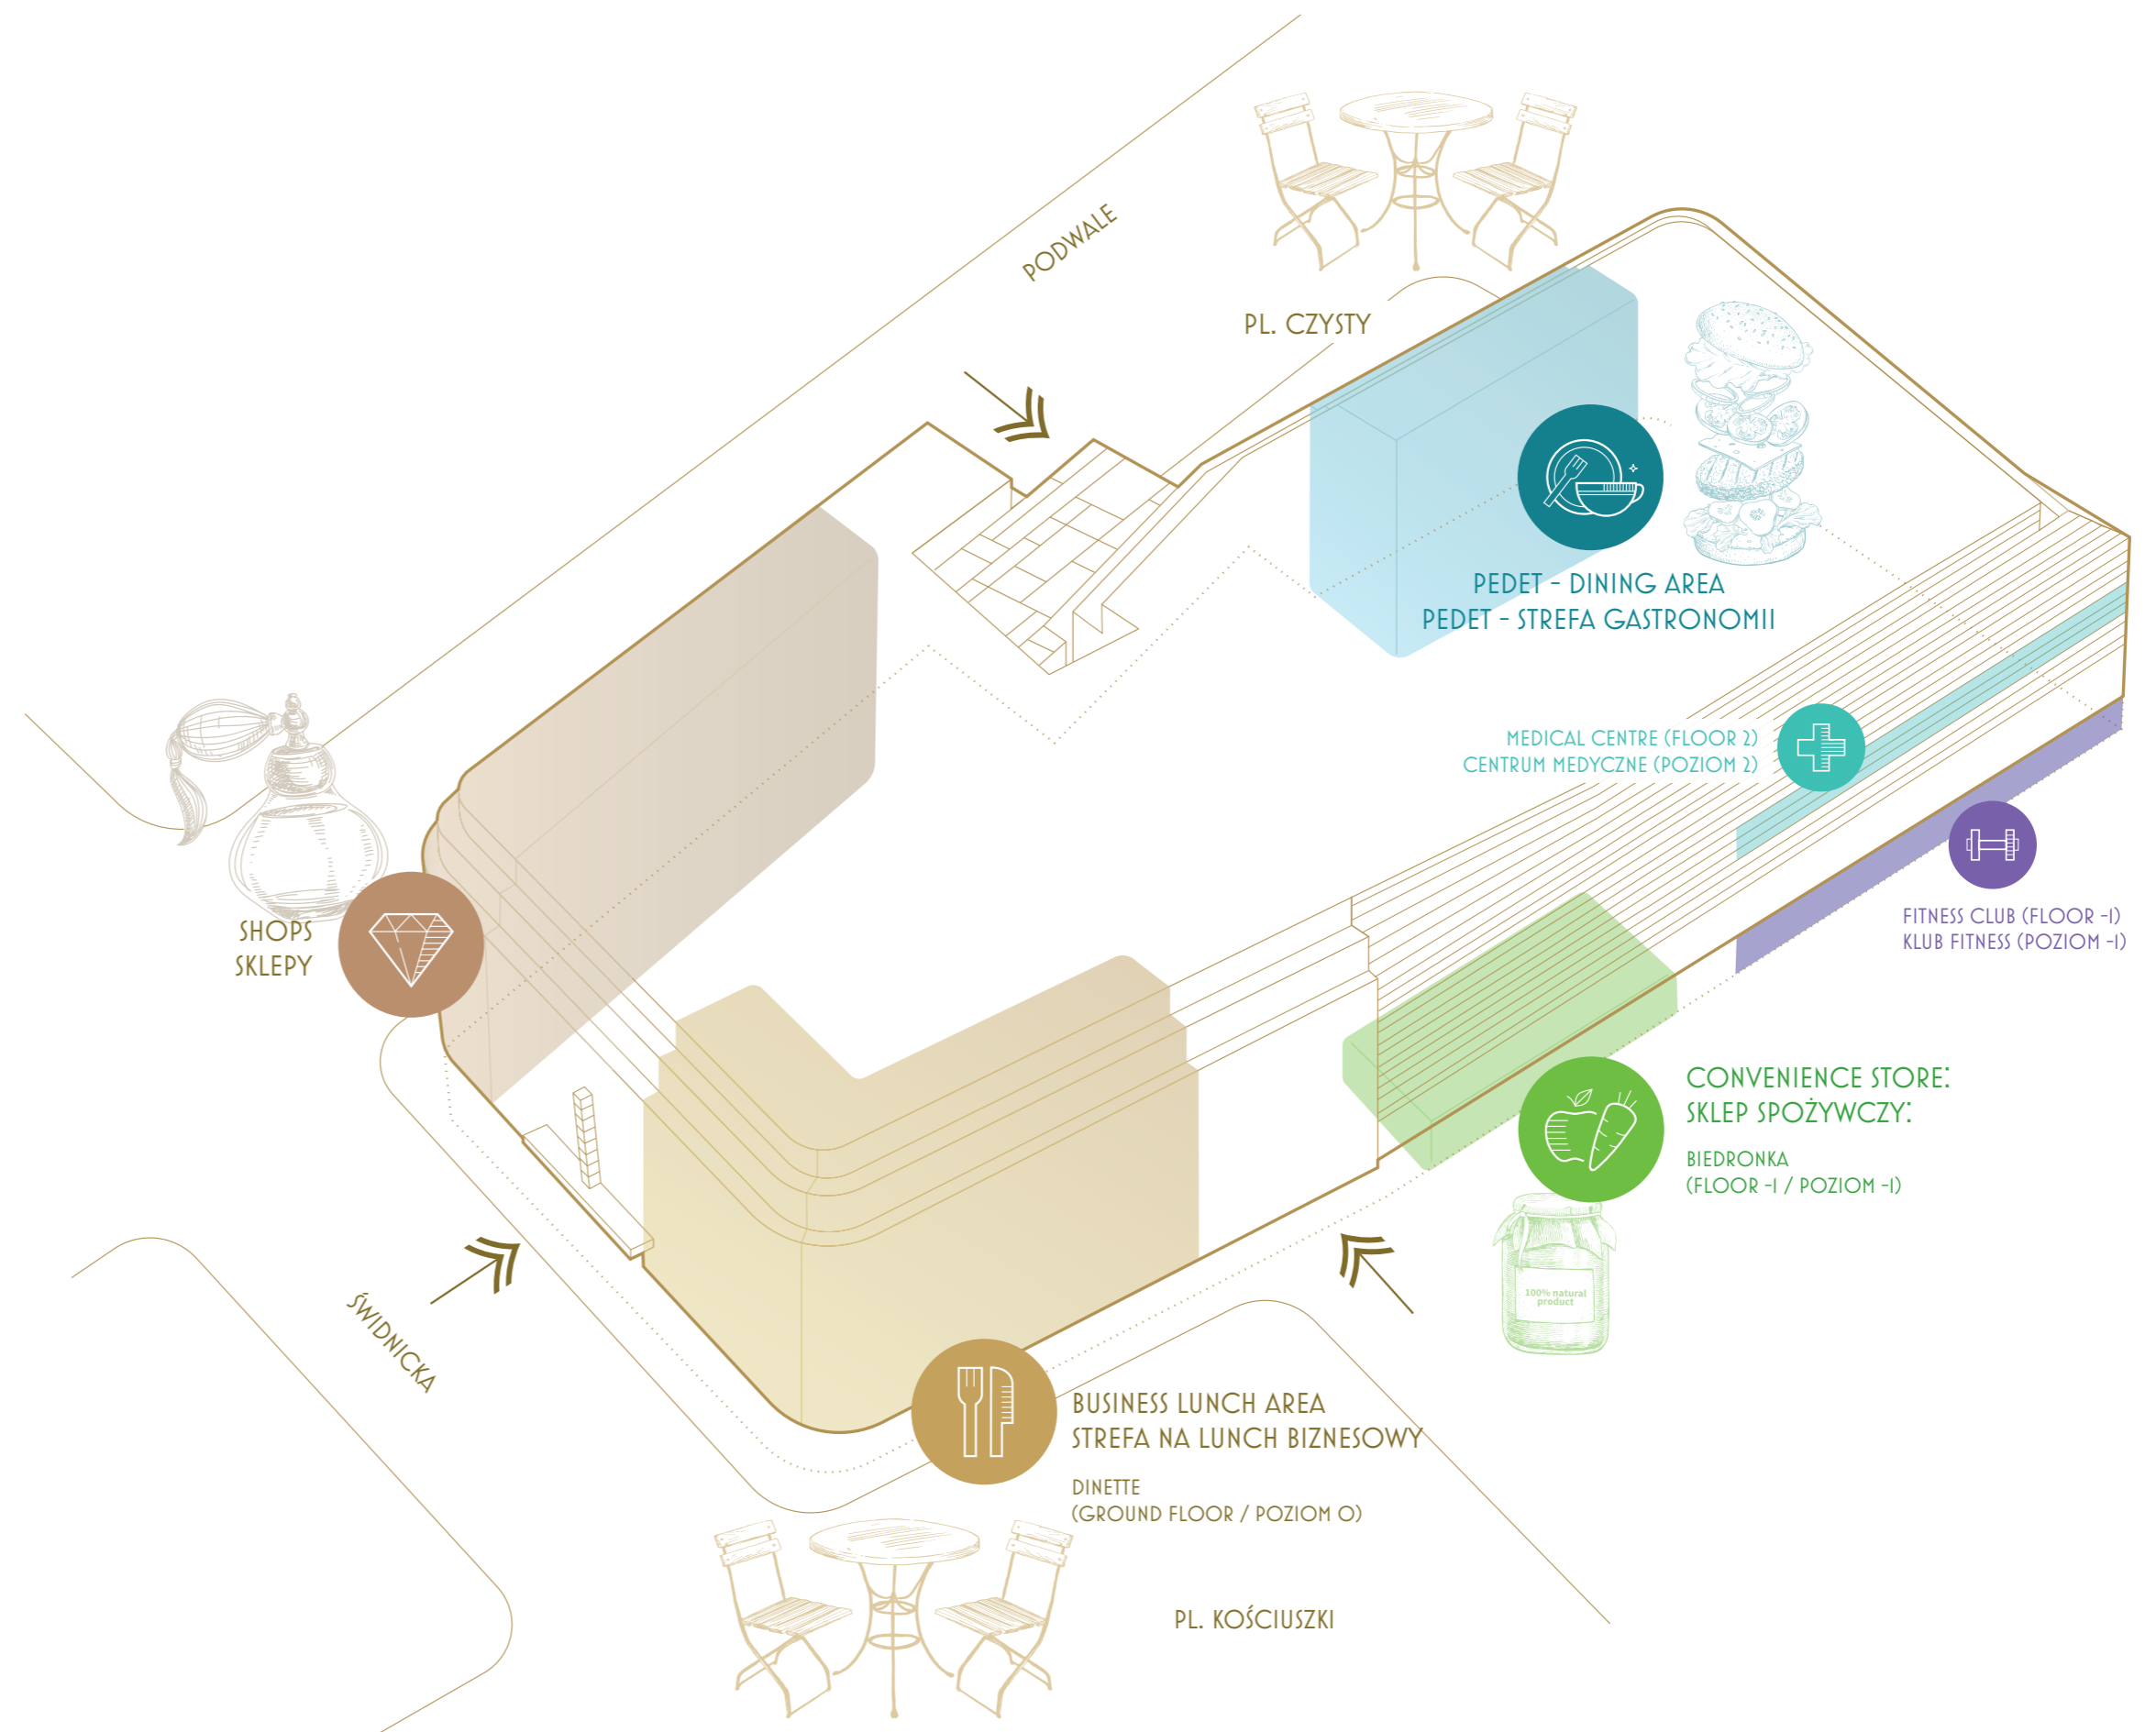 PODWALE
PL. CZYSTY
PEDET - DINING AREA
PEDET - STREFA GASTRONOMII
MEDICAL CENTRE (FLOOR 2)
CENTRUM MEDYCZNE (POZIOM 2)
FITNESS CLUB (FLOOR -1)
KLUB FITNESS (POZIOM -1)
SHOPS
SKLEPY
CONVENIENCE STORE:
SKLEP SPOŻYWCZY:
BIEDRONKA
(FLOOR -1 / POZIOM -1)
100% natural
product
ŚWIDNICKA
BUSINESS LUNCH AREA
STREFA NA LUNCH BIZNESOWY
DINETTE
(GROUND FLOOR / POZIOM 0)
PL. KOŚCIUSZKI